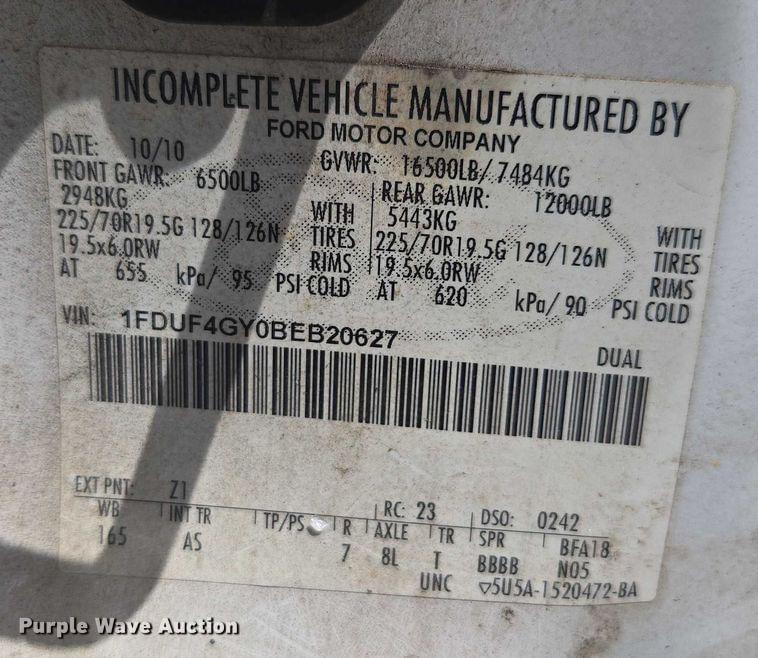 INCOMPLETE VEHICLE MANUFACTURED BY
FORD MOTOR COMPANY
DATE: 10/10 GVWR: 16500LB/ 7484KG
FRONT GAWR: 6500LB REAR GAWR: 12000LB
2948KG WITH 5443KG WITH
225/70R19.5G 128/126N TIRES 225/70R19.5G 128/126N TIRES
19.5x6.0RW RIMS 19.5x6.0RW RIMS
AT 655 kPa/ 95 PSI COLD AT 620 kPa/ 90 PSI COLD
VIN: 1FDUF4GY0BEB20627
DUAL
EXT PNT: Z1 RC: 23 DSO: 0242
WB INT TR TP/PS R AXLE TR SPR BFA18
165 AS 7 8L T BBBB N05
UNC ▽5U5A-1520472-BA
Purple Wave Auction